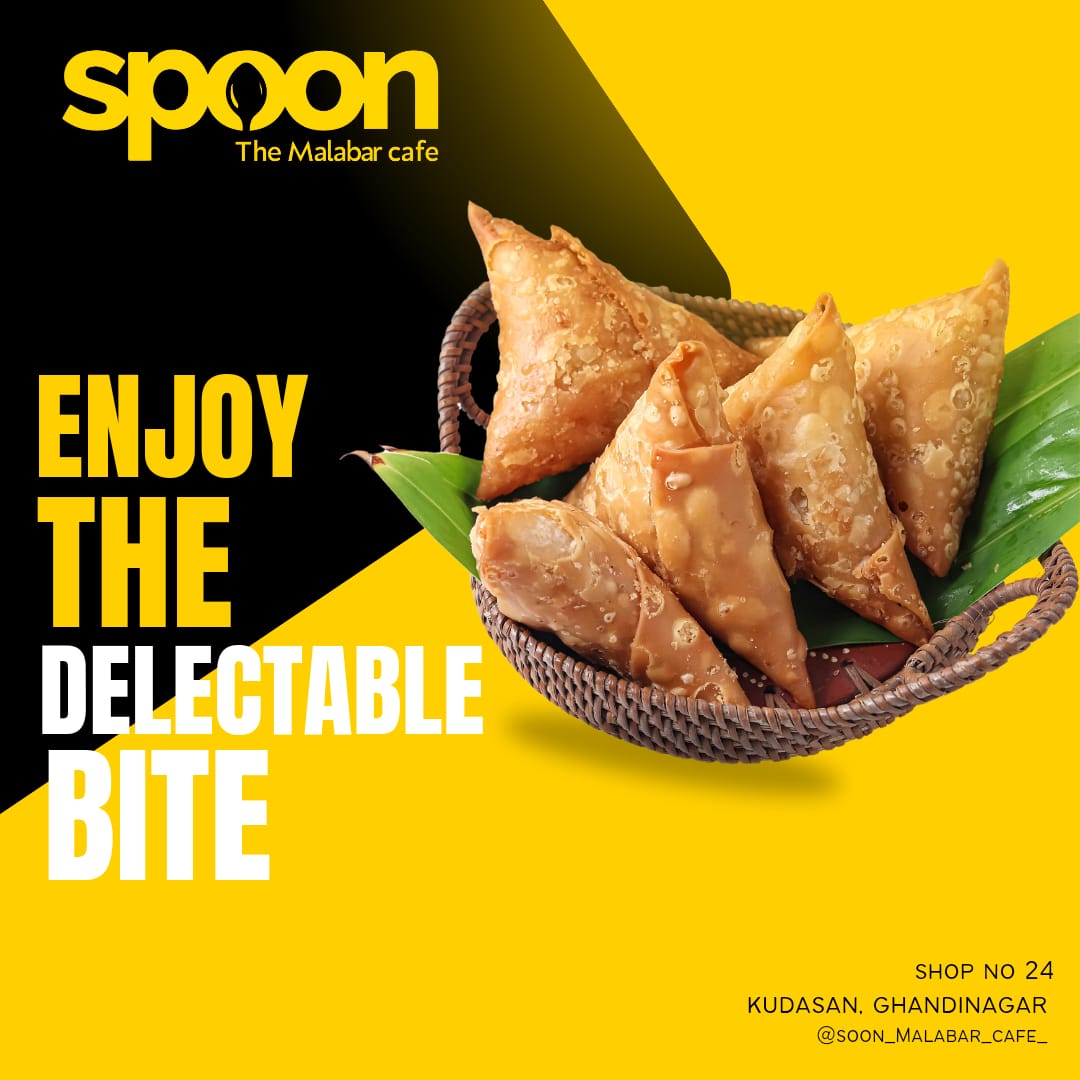 spoon
The Malabar cafe
ENJOY
THE
DELECTABLE
BITE
SHOP NO 24
KUDASAN, GHANDINAGAR
@SOON_MALABAR_CAFE_